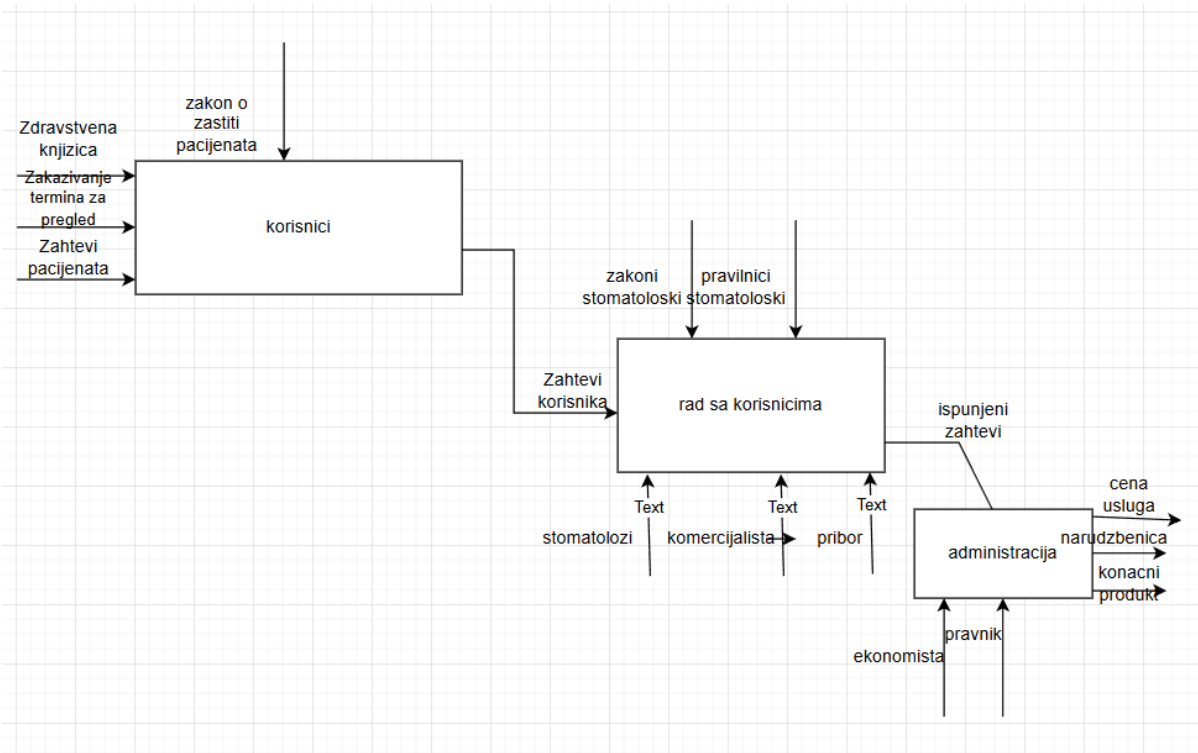 zakon o
zastiti
pacijenata
Zdravstvena
knjizica
Zakazivanje
termina za
pregled
Zahtevi
pacijenata
korisnici
zakoni
stomatoloski
pravilnici
stomatoloski
Zahtevi
korisnika
rad sa korisnicima
ispunjeni
zahtevi
Text
Text
Text
stomatolozi
komercijalista
pribor
cena
usluga
narudzbenica
konacni
produkt
administracija
pravnik
ekonomista